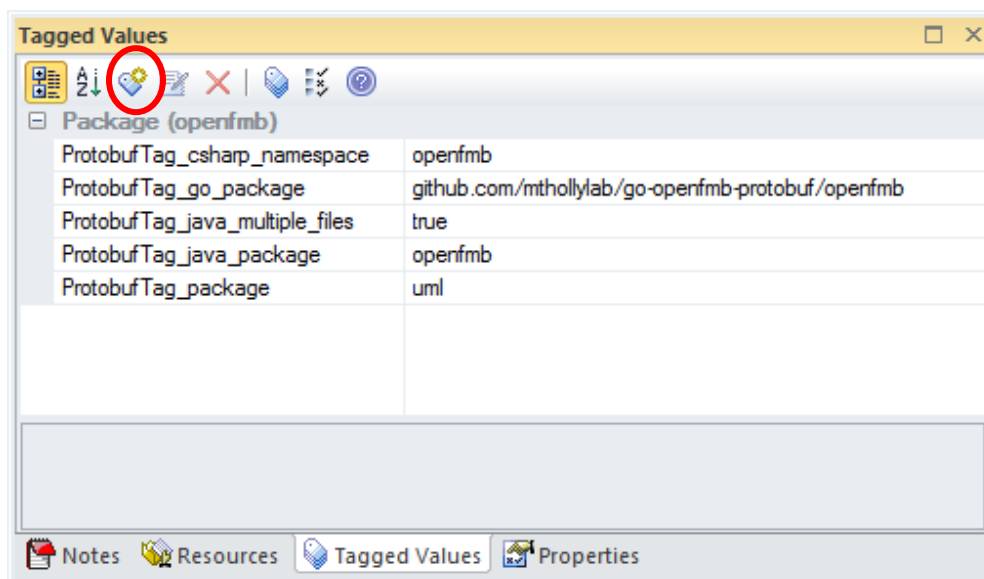 Tagged Values
Package (openfmb)
ProtobufTag_csharp_namespace openfmb
ProtobufTag_go_package github.com/mthollylab/go-openfmb-protobuf/openfmb
ProtobufTag_java_multiple_files true
ProtobufTag_java_package openfmb
ProtobufTag_package uml
Notes Resources Tagged Values Properties